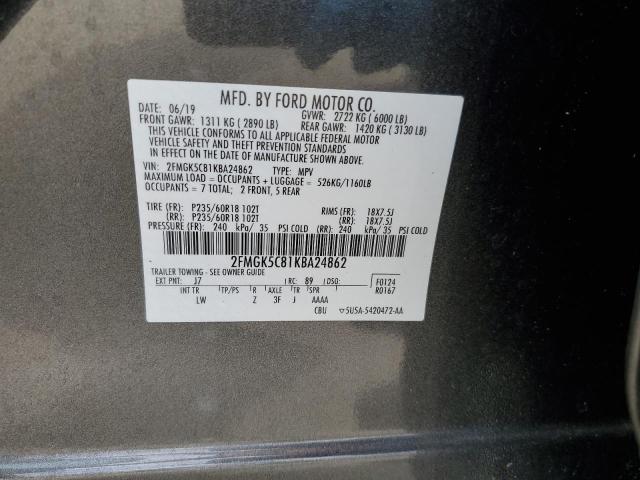 MFD. BY FORD MOTOR CO.
DATE: 06/19 GVWR: 2722 KG ( 6000 LB)
FRONT GAWR: 1311 KG ( 2890 LB) REAR GAWR: 1420 KG ( 3130 LB)
THIS VEHICLE CONFORMS TO ALL APPLICABLE FEDERAL MOTOR
VEHICLE SAFETY AND THEFT PREVENTION STANDARDS
IN EFFECT ON THE DATE OF MANUFACTURE SHOWN ABOVE.
VIN: 2FMGK5C81KBA24862 TYPE: MPV
MAXIMUM LOAD = OCCUPANTS + LUGGAGE = 526KG/1160LB
OCCUPANTS = 7 TOTAL; 2 FRONT, 5 REAR
TIRE (FR): P235/60R18 102T RIMS (FR): 18X7.5J
(RR): P235/60R18 102T (RR): 18X7.5J
PRESSURE (FR): 240 kPa/ 35 PSI COLD (RR): 240 kPa/ 35 PSI COLD
2FMGK5C81KBA24862
TRAILER TOWING - SEE OWNER GUIDE
EXT PNT: J7 RC: 89 DSO: F0124
INT TR TP/PS R AXLE TR SPR R0167
LW Z 3F J AAAA
CBU ▽5U5A-5420472-AA